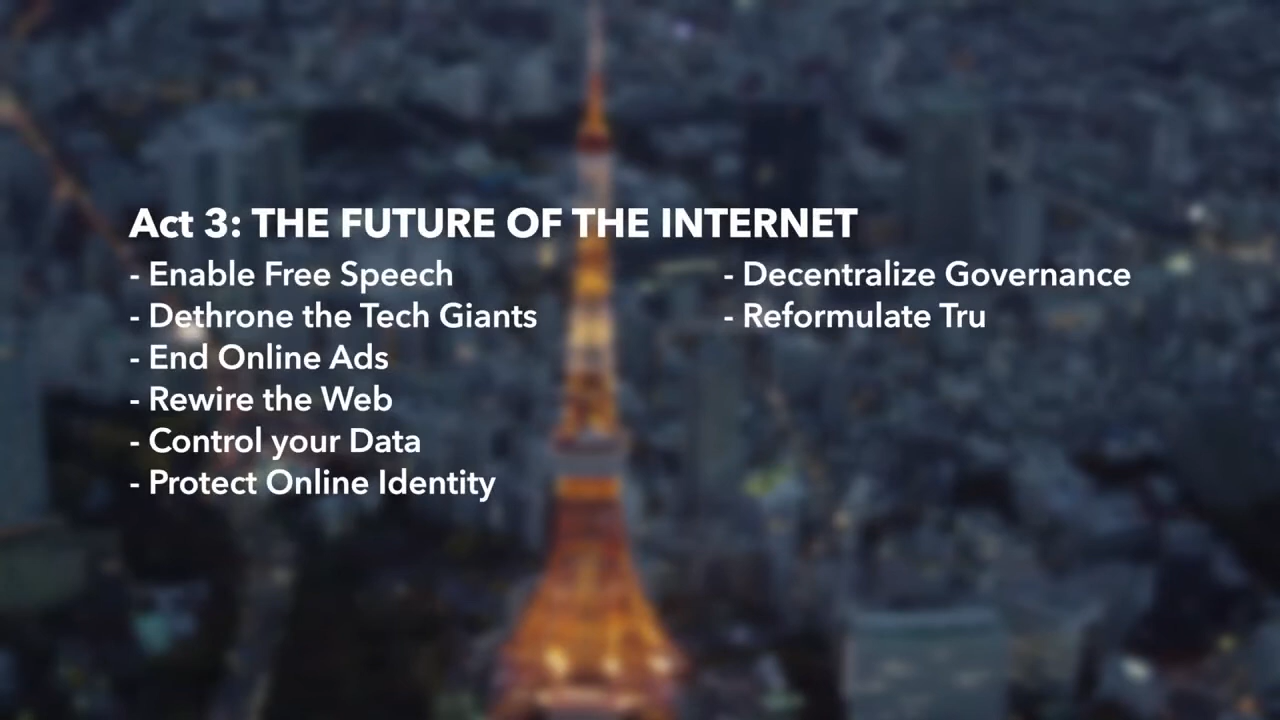 Act 3: THE FUTURE OF THE INTERNET
- Enable Free Speech
- Dethrone the Tech Giants
- End Online Ads
- Rewire the Web
- Control your Data
- Protect Online Identity
- Decentralize Governance
- Reformulate Tru